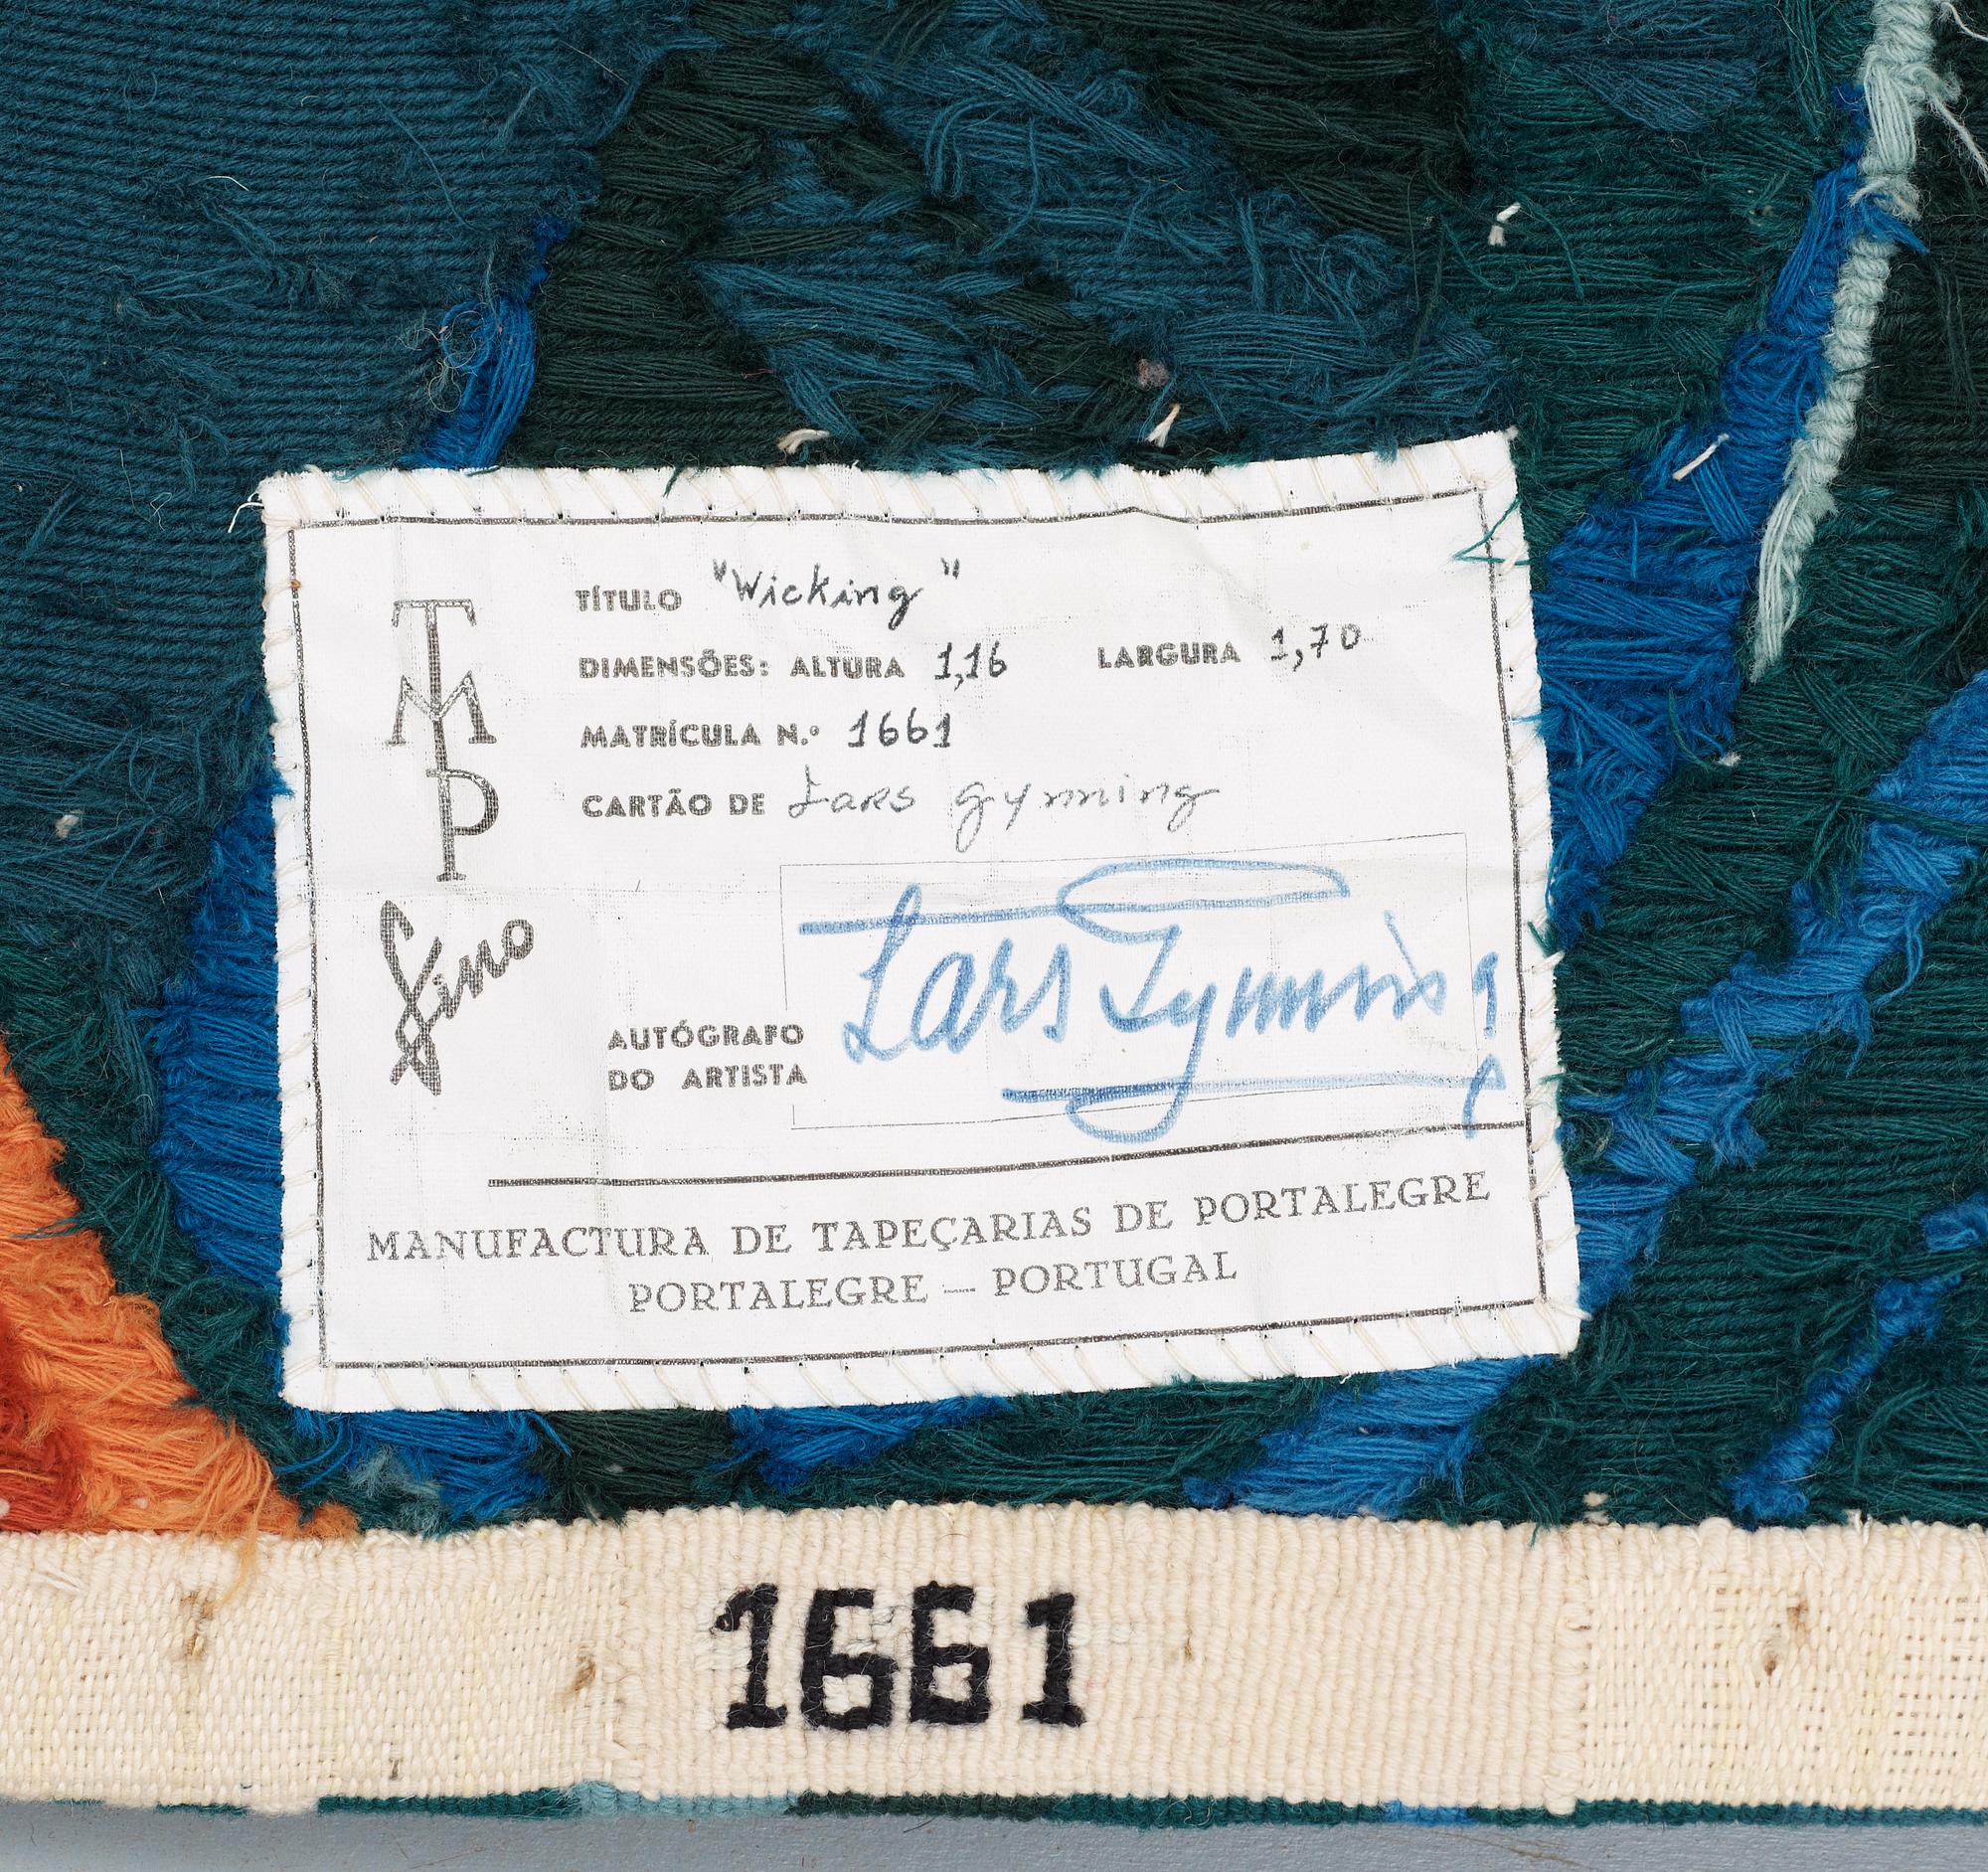 TMP
Fino
TÍTULO "Wicking"
DIMENSÕES: ALTURA 1,16 LARGURA 1,70
MATRÍCULA N.º 1661
CARTÃO DE Lars gynning
Lars Gynning
AUTÓGRAFO
DO ARTISTA
MANUFACTURA DE TAPEÇARIAS DE PORTALEGRE
PORTALEGRE — PORTUGAL
1661